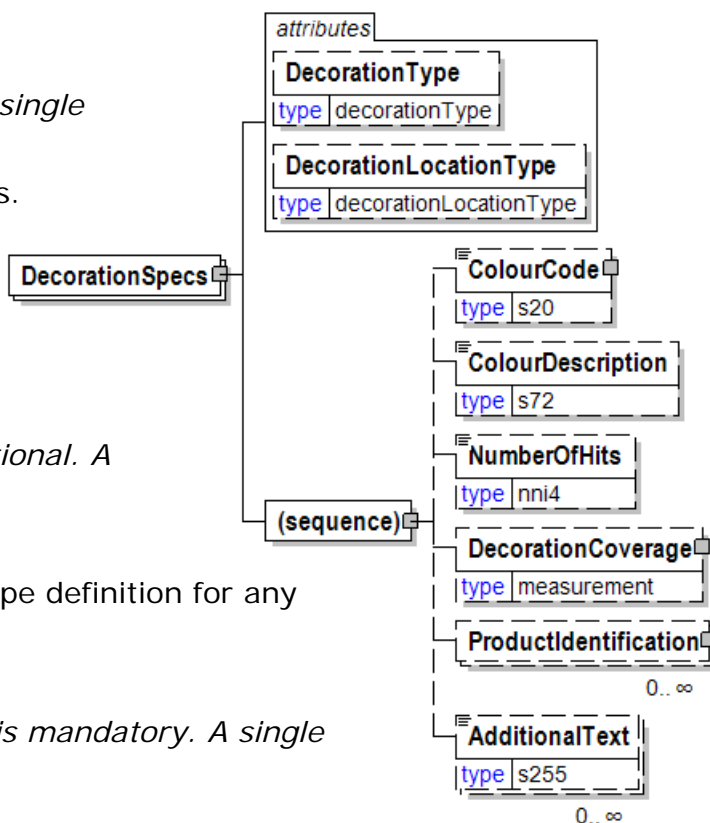 attributes
DecorationType
type decorationType
single
DecorationLocationType
type decorationLocationType
s.
DecorationSpecs
ColourCode
type s20
ColourDescription
type s72
tional. A
NumberOfHits
type nni4
(sequence)
DecorationCoverage
type measurement
pe definition for any
ProductIdentification
0.. ∞
is mandatory. A single
AdditionalText
type s255
0.. ∞